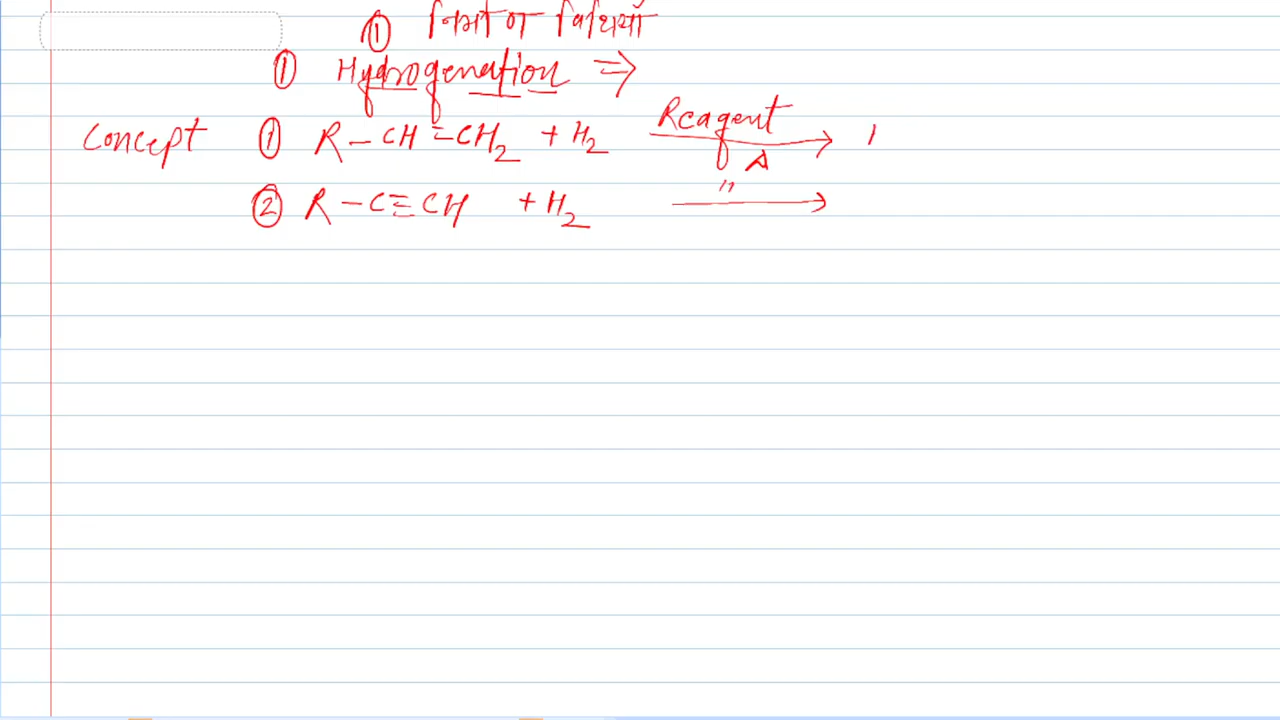 ①
① Hydrogenation ⇒
Concept ① R-CH=CH₂ + H₂ Reagent Δ →
② R-C≡CH + H₂ " →